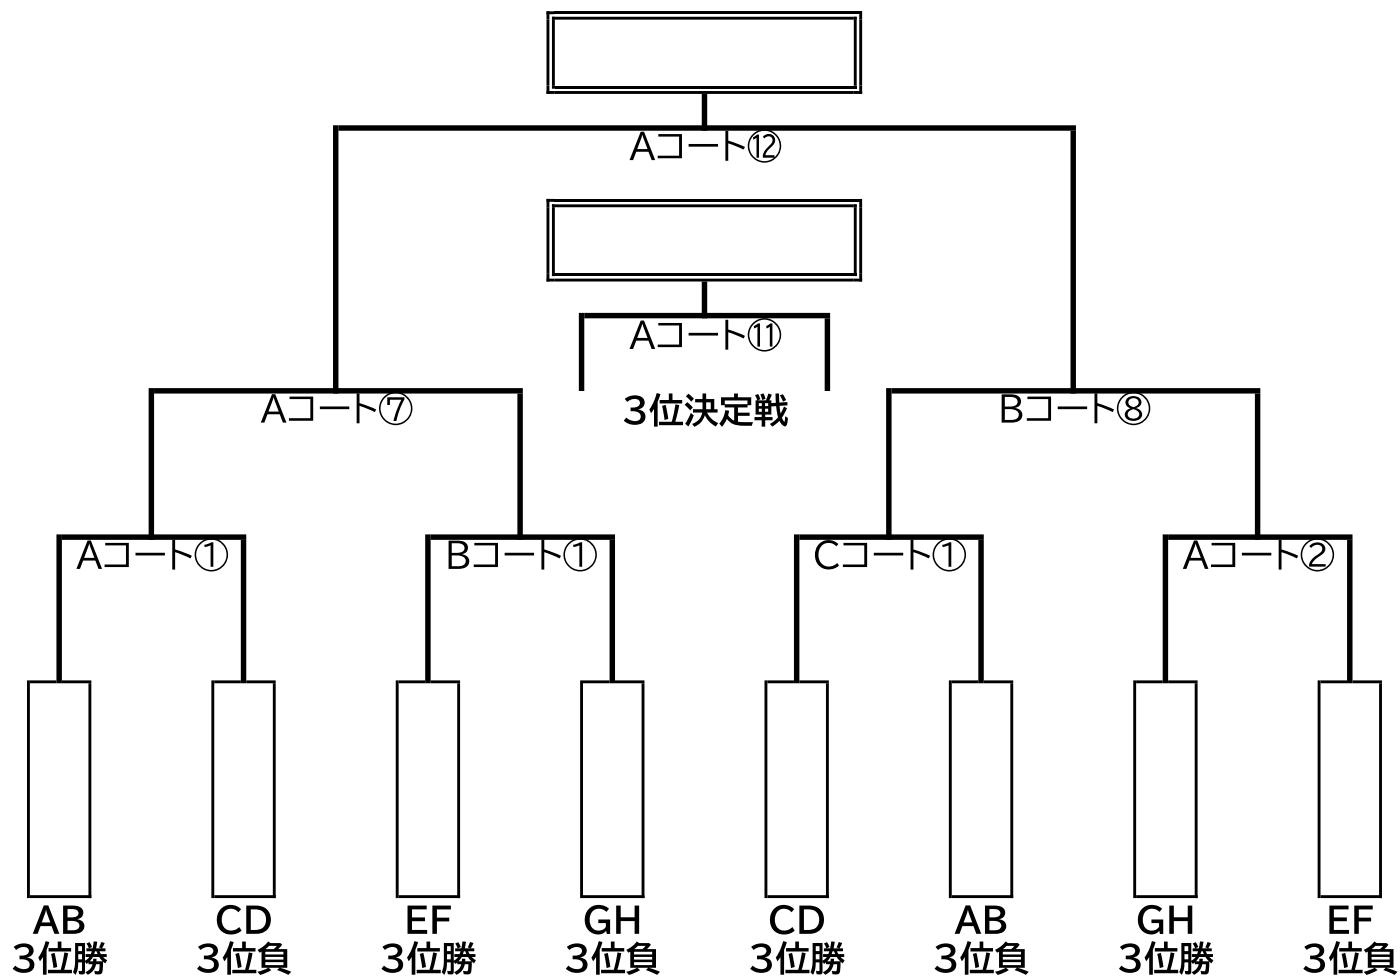 Aコート⑫
Aコート⑪
3位決定戦
Aコート⑦
Bコート⑧
Aコート①
Bコート①
Cコート①
Aコート②
AB
3位勝
CD
3位負
EF
3位勝
GH
3位負
CD
3位勝
AB
3位負
GH
3位勝
EF
3位負